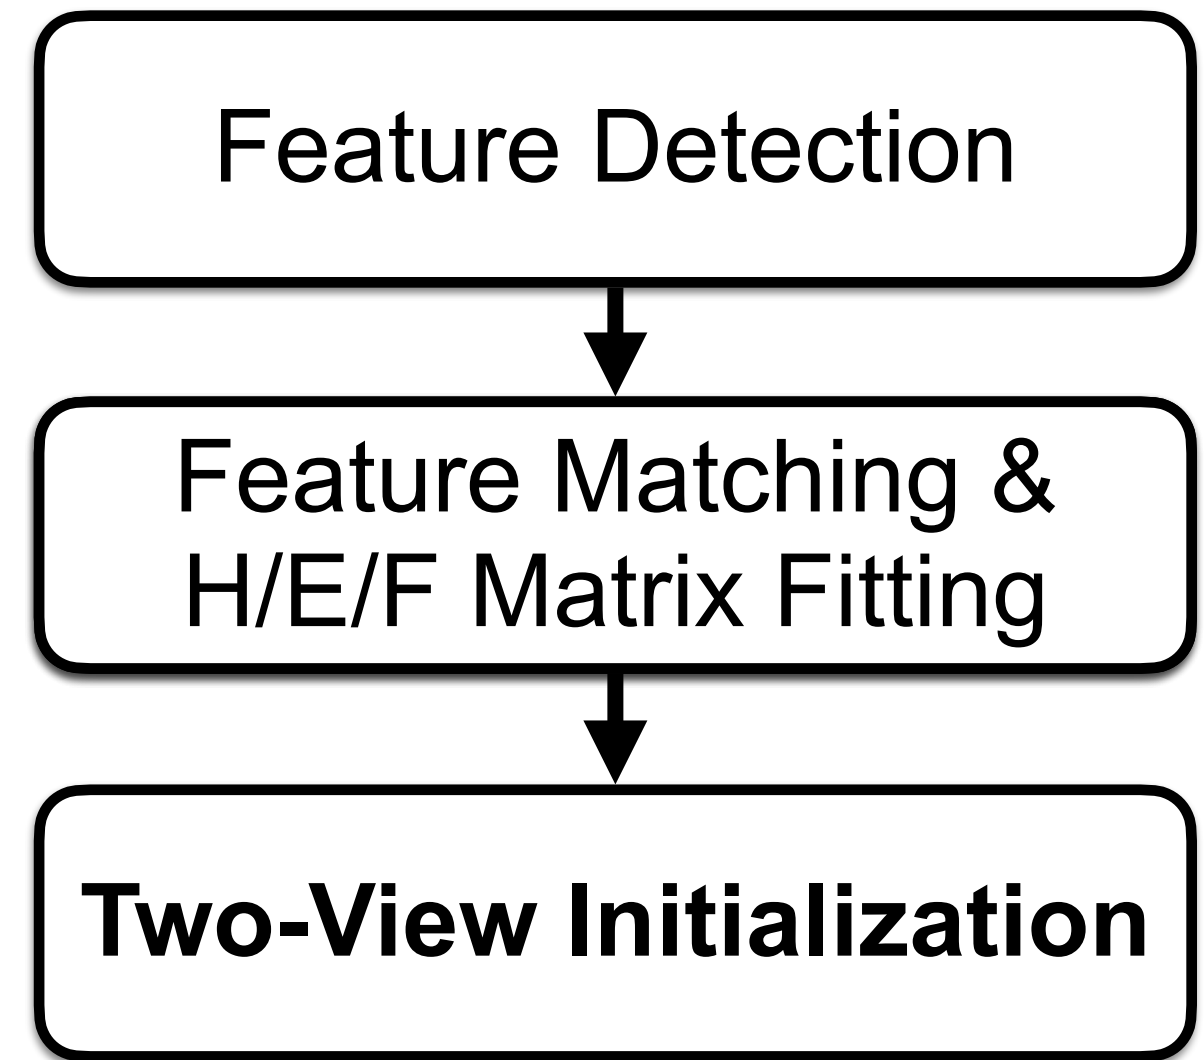 Feature Detection
Feature Matching &
H/E/F Matrix Fitting
Two-View Initialization